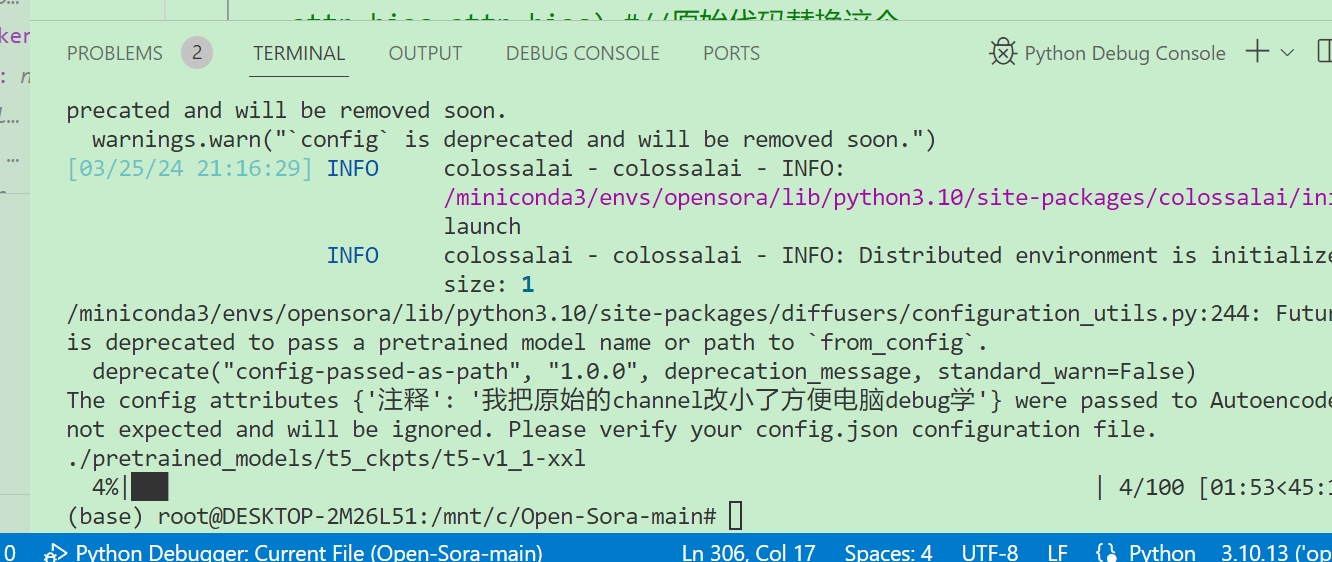 PROBLEMS 2 TERMINAL OUTPUT DEBUG CONSOLE PORTS Python Debug Console
precated and will be removed soon.
warnings.warn("`config` is deprecated and will be removed soon.")
[03/25/24 21:16:29] INFO colossalai - colossalai - INFO:
/miniconda3/envs/opensora/lib/python3.10/site-packages/colossalai/ini
launch
INFO colossalai - colossalai - INFO: Distributed environment is initialize
size: 1
/miniconda3/envs/opensora/lib/python3.10/site-packages/diffusers/configuration_utils.py:244: Futur
is deprecated to pass a pretrained model name or path to `from_config`.
deprecate("config-passed-as-path", "1.0.0", deprecation_message, standard_warn=False)
The config attributes {'注释': '我把原始的channel改小了方便电脑debug学'} were passed to Autoencode
not expected and will be ignored. Please verify your config.json configuration file.
./pretrained_models/t5_ckpts/t5-v1_1-xxl
4%| | 4/100 [01:53<45:1
(base) root@DESKTOP-2M26L51:/mnt/c/Open-Sora-main#
0 Python Debugger: Current File (Open-Sora-main) Ln 306, Col 17 Spaces: 4 UTF-8 LF Python 3.10.13 ('op